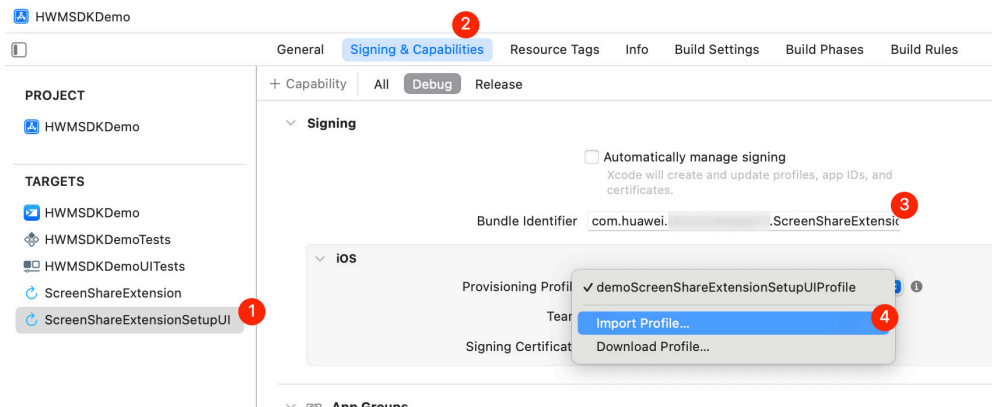 HWMSDKDemo
2
General Signing & Capabilities Resource Tags Info Build Settings Build Phases Build Rules
+ Capability All Debug Release
PROJECT
HWMSDKDemo
TARGETS
HWMSDKDemo
HWMSDKDemoTests
HWMSDKDemoUITests
ScreenShareExtension
ScreenShareExtensionSetupUI
1
Signing
Automatically manage signing
Xcode will create and update profiles, app IDs, and
certificates.
3
Bundle Identifier com.huawei. .ScreenShareExtensic
iOS
Provisioning Profil ✓ demoScreenShareExtensionSetupUIProfile
Tear Import Profile... 4
Signing Certificat Download Profile...
App Groups